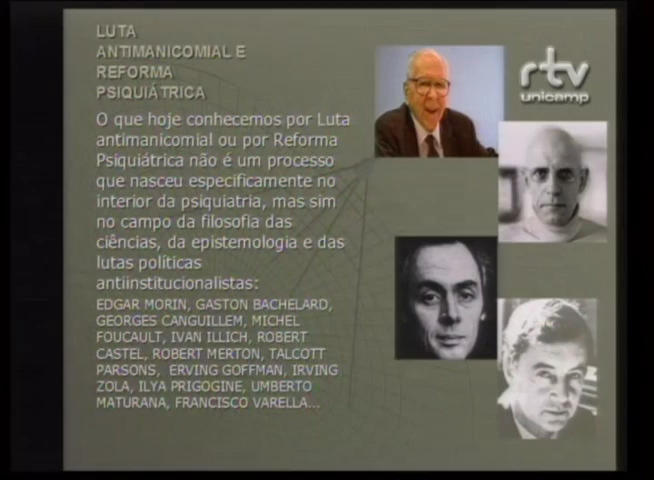 LUTA
ANTIMANICOMIAL E
REFORMA
PSIQUIÁTRICA
O que hoje conhecemos por Luta
antimanicomial ou por Reforma
Psiquiátrica não é um processo
que nasceu especificamente no
interior da psiquiatria, mas sim
no campo da filosofia das
ciências, da epistemologia e das
lutas políticas
antiinstitucionalistas:
EDGAR MORIN, GASTON BACHELARD,
GEORGES CANGUILLEM, MICHEL
FOUCAULT, IVAN ILLICH, ROBERT
CASTEL, ROBERT MERTON, TALCOTT
PARSONS, ERVING GOFFMAN, IRVING
ZOLA, ILYA PRIGOGINE, UMBERTO
MATURANA, FRANCISCO VARELLA...
rtv
unicamp